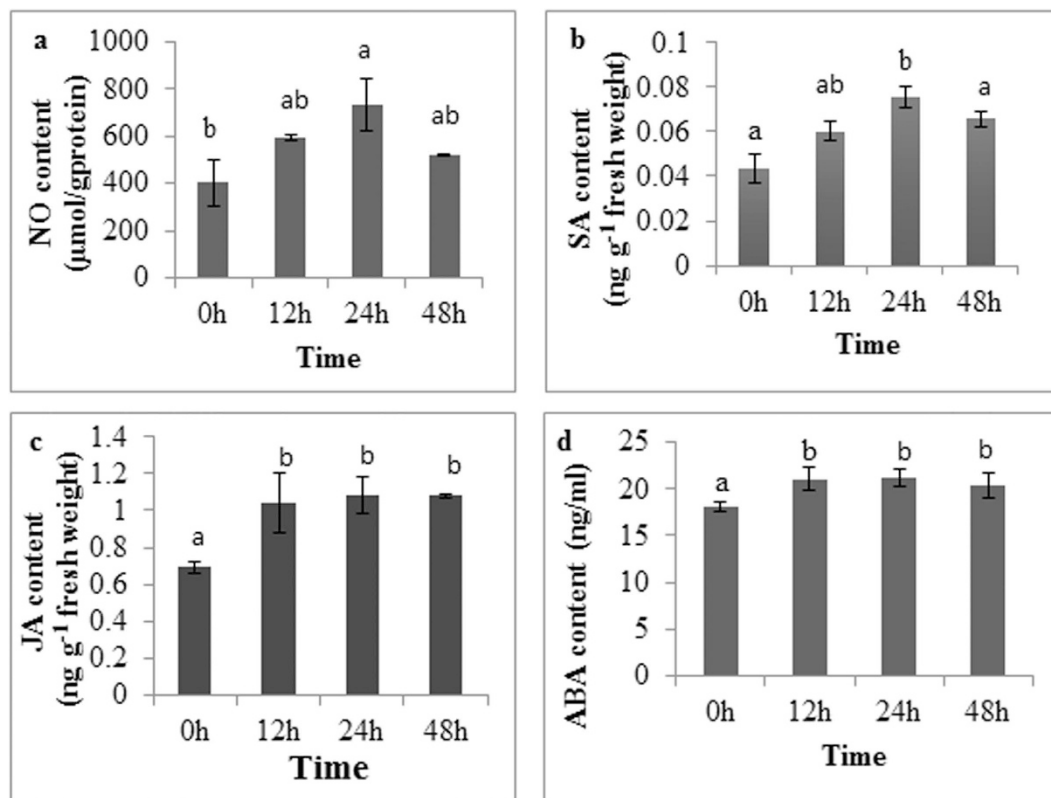 a
NO content
(μmol/gprotein)
1000
800
600
400
200
0
b
ab
a
ab
0h 12h 24h 48h
Time
b
SA content
(ng g⁻¹ fresh weight)
0.1
0.08
0.06
0.04
0.02
0
a
ab
b
a
0h 12h 24h 48h
Time
c
JA content
(ng g⁻¹ fresh weight)
1.4
1.2
1
0.8
0.6
0.4
0.2
0
a
b
b
b
0h 12h 24h 48h
Time
d
ABA content (ng/ml)
25
20
15
10
5
0
a
b
b
b
0h 12h 24h 48h
Time